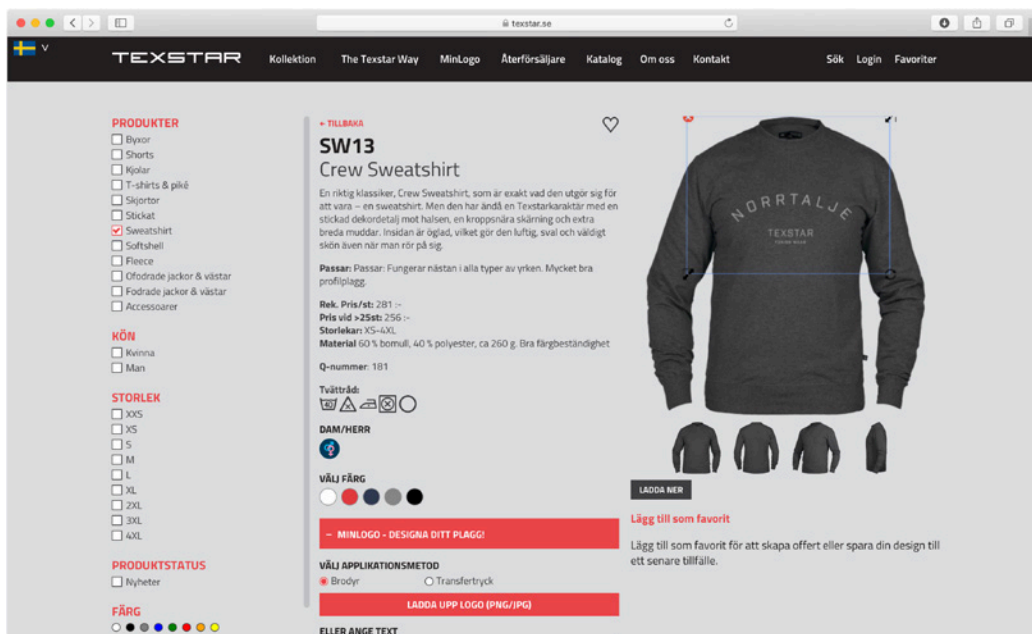 texstar.se
V
TEXSTAR
Kollektion
The Texstar Way
MinLogo
Återförsäljare
Katalog
Om oss
Kontakt
Sök
Login
Favoriter
PRODUKTER
Byxor
Shorts
Kjolar
T-shirts & piké
Skjortor
Stickat
Sweatshirt
Softshell
Fleece
Ofodrade jackor & västar
Fodrade jackor & västar
Accessoarer
KÖN
Kvinna
Man
STORLEK
XXS
XS
S
M
L
XL
2XL
3XL
4XL
PRODUKTSTATUS
Nyheter
FÄRG
← TILLBAKA
SW13
Crew Sweatshirt
En riktig klassiker, Crew Sweatshirt, som är exakt vad den utgör sig för
att vara – en sweatshirt. Men den har ändå en Texstarkaraktär med en
stickad dekordetalj mot halsen, en kroppsnära skärning och extra
breda muddar. Insidan är öglad, vilket gör den luftig, sval och väldigt
skön även när man rör på sig.
Passar: Passar: Fungerar nästan i alla typer av yrken. Mycket bra
profilplagg.
Rek. Pris/st: 281 :-
Pris vid >25st: 256 :-
Storlekar: XS-4XL
Material 60 % bomull, 40 % polyester, ca 260 g. Bra färgbeständighet
Q-nummer: 181
Tvättråd:
40
DAM/HERR
VÄLJ FÄRG
– MINLOGO - DESIGNA DITT PLAGG!
VÄLJ APPLIKATIONSMETOD
Brodyr
Transfertryck
LADDA UPP LOGO (PNG/JPG)
ELLER ANGE TEXT
NORRTALJE
TEXSTAR
LADDA NER
Lägg till som favorit
Lägg till som favorit för att skapa offert eller spara din design till
ett senare tillfälle.